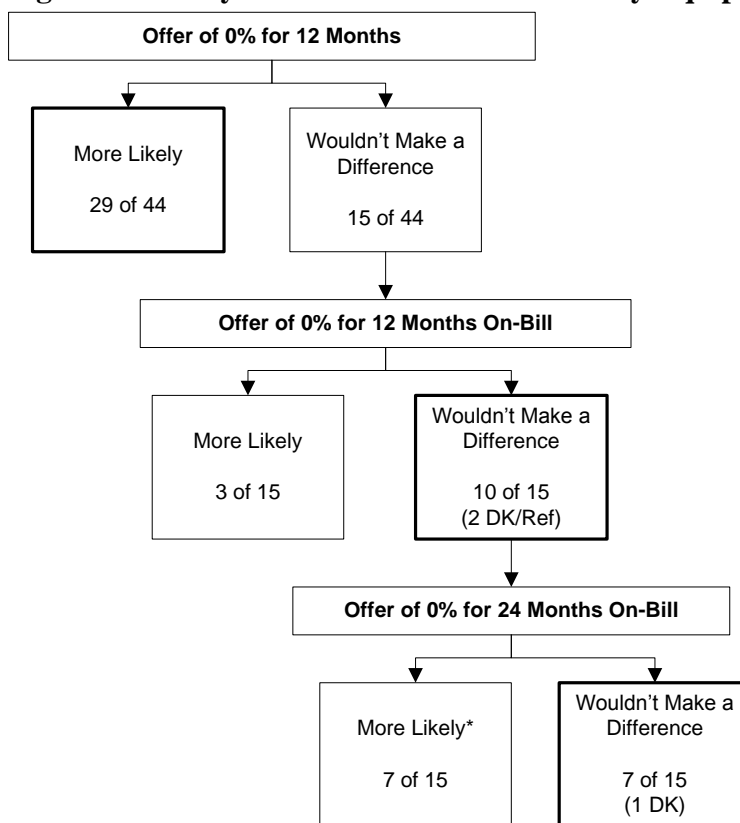 Offer of 0% for 12 Months
More Likely
29 of 44
Wouldn't Make a
Difference
15 of 44
Offer of 0% for 12 Months On-Bill
More Likely
3 of 15
Wouldn't Make a
Difference
10 of 15
(2 DK/Ref)
Offer of 0% for 24 Months On-Bill
More Likely*
7 of 15
Wouldn't Make a
Difference
7 of 15
(1 DK)